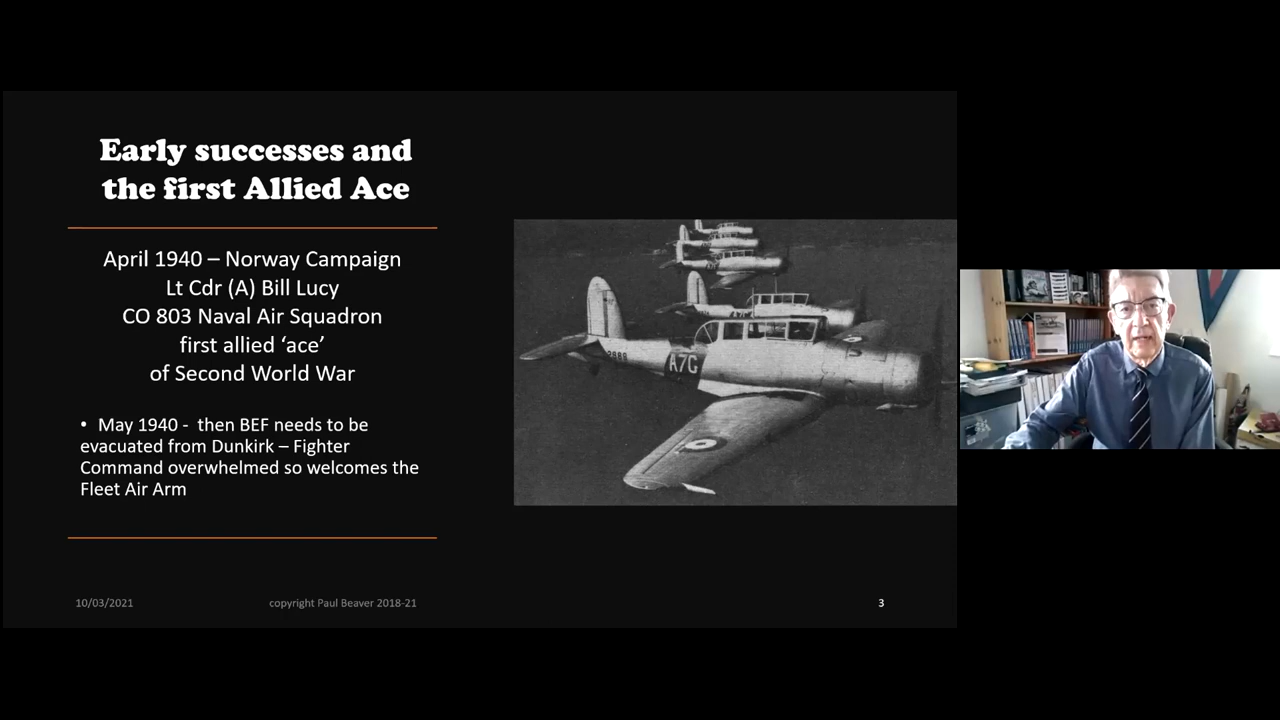 Early successes and
the first Allied Ace
April 1940 – Norway Campaign
Lt Cdr (A) Bill Lucy
CO 803 Naval Air Squadron
first allied ‘ace’
of Second World War
• May 1940 - then BEF needs to be
evacuated from Dunkirk – Fighter
Command overwhelmed so welcomes the
Fleet Air Arm
A7G
10/03/2021
copyright Paul Beaver 2018-21
3